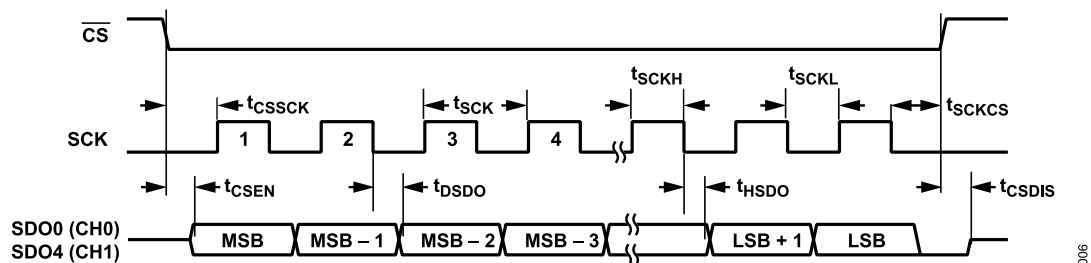 CS
tSCKH
tSCKL
tCSSCK
tSCK
tSCKCS
SCK
1
2
3
4
tCSEN
tDSDO
tHSDO
tCSDIS
SDO0 (CH0)
SDO4 (CH1)
MSB
MSB – 1
MSB – 2
MSB – 3
LSB + 1
LSB
006